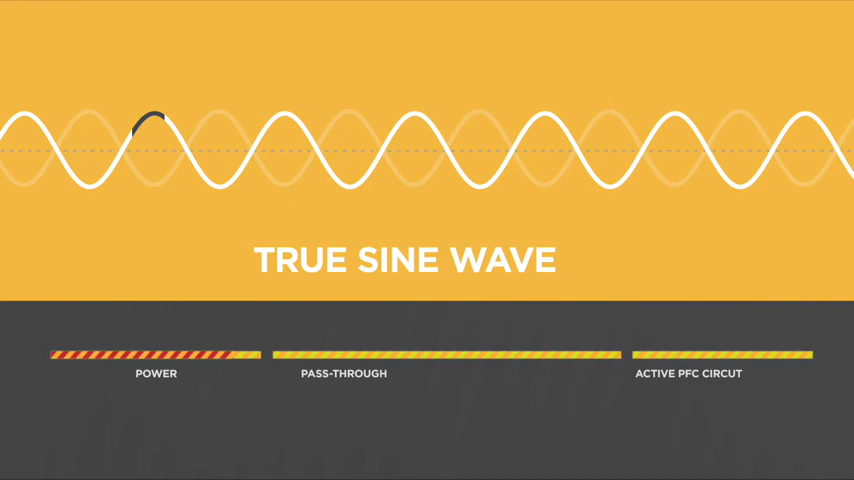 TRUE SINE WAVE
POWER
PASS-THROUGH
ACTIVE PFC CIRCUT